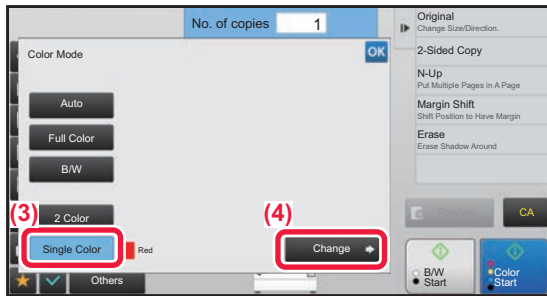 No. of copies 1
Color Mode
OK
Auto
Full Color
B/W
(3)
2 Color
Single Color
Red
(4)
Change
Others
Original
Change Size/Direction.
2-Sided Copy
N-Up
Put Multiple Pages in A Page
Margin Shift
Shift Position to Have Margin
Erase
Erase Shadow Around
CA
B/W
Start
Color
Start